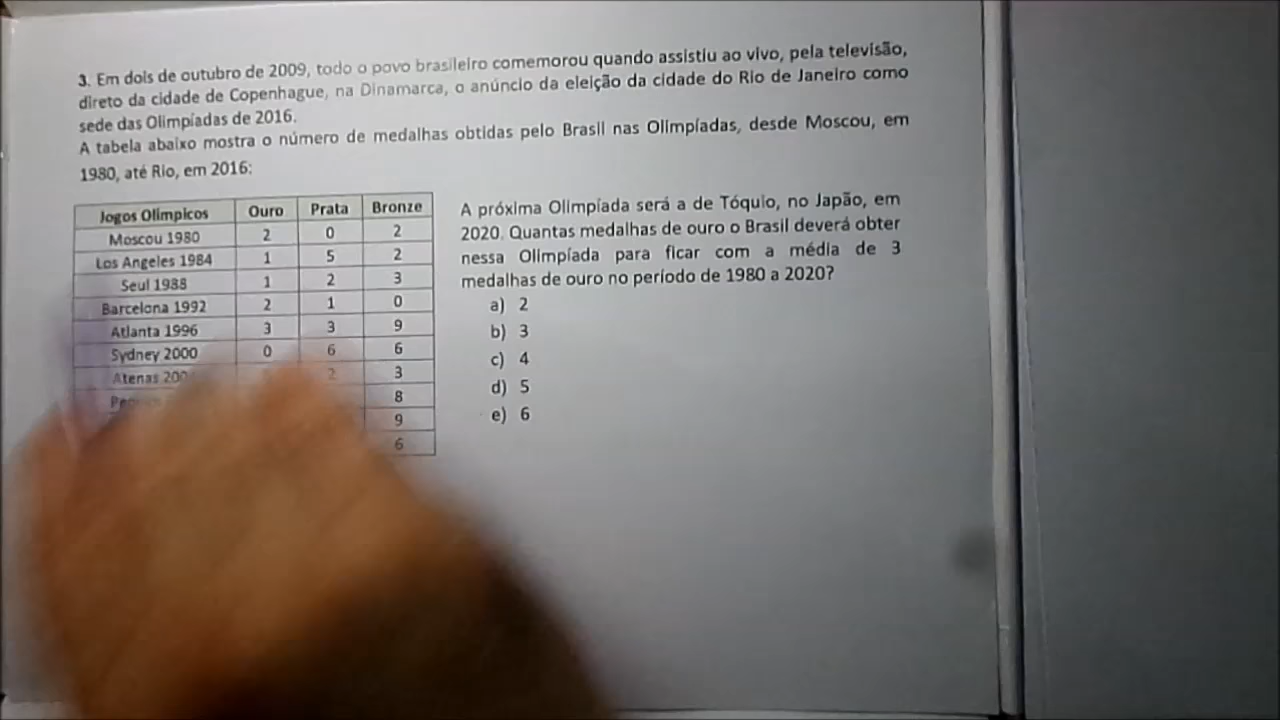 3. Em dois de outubro de 2009, todo o povo brasileiro comemorou quando assistiu ao vivo, pela televisão,
direto da cidade de Copenhague, na Dinamarca, o anúncio da eleição da cidade do Rio de Janeiro como
sede das Olimpíadas de 2016.
A tabela abaixo mostra o número de medalhas obtidas pelo Brasil nas Olimpíadas, desde Moscou, em
1980, até Rio, em 2016:
Jogos Olímpicos Ouro Prata Bronze
Moscou 1980 2 0 2
Los Angeles 1984 1 5 2
Seul 1988 1 2 3
Barcelona 1992 2 1 0
Atlanta 1996 3 3 9
Sydney 2000 0 6 6
Atenas 2 3
8
9
6
A próxima Olimpíada será a de Tóquio, no Japão, em
2020. Quantas medalhas de ouro o Brasil deverá obter
nessa Olimpíada para ficar com a média de 3
medalhas de ouro no período de 1980 a 2020?
a) 2
b) 3
c) 4
d) 5
e) 6